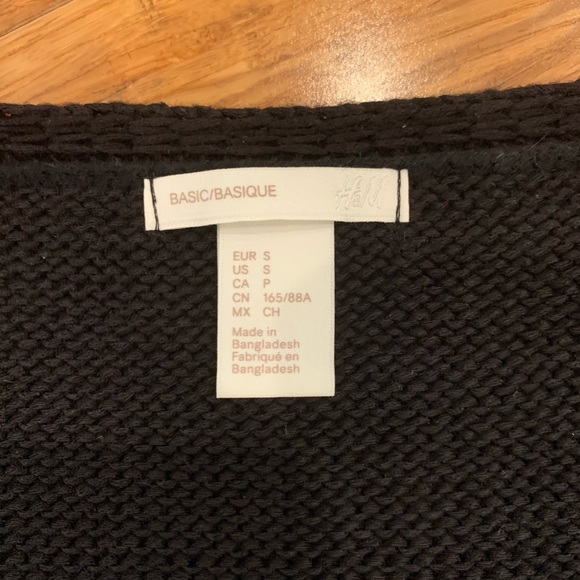 BASIC/BASIQUE H&M
EUR S
US S
CA P
CN 165/88A
MX CH
Made in
Bangladesh
Fabriqué en
Bangladesh